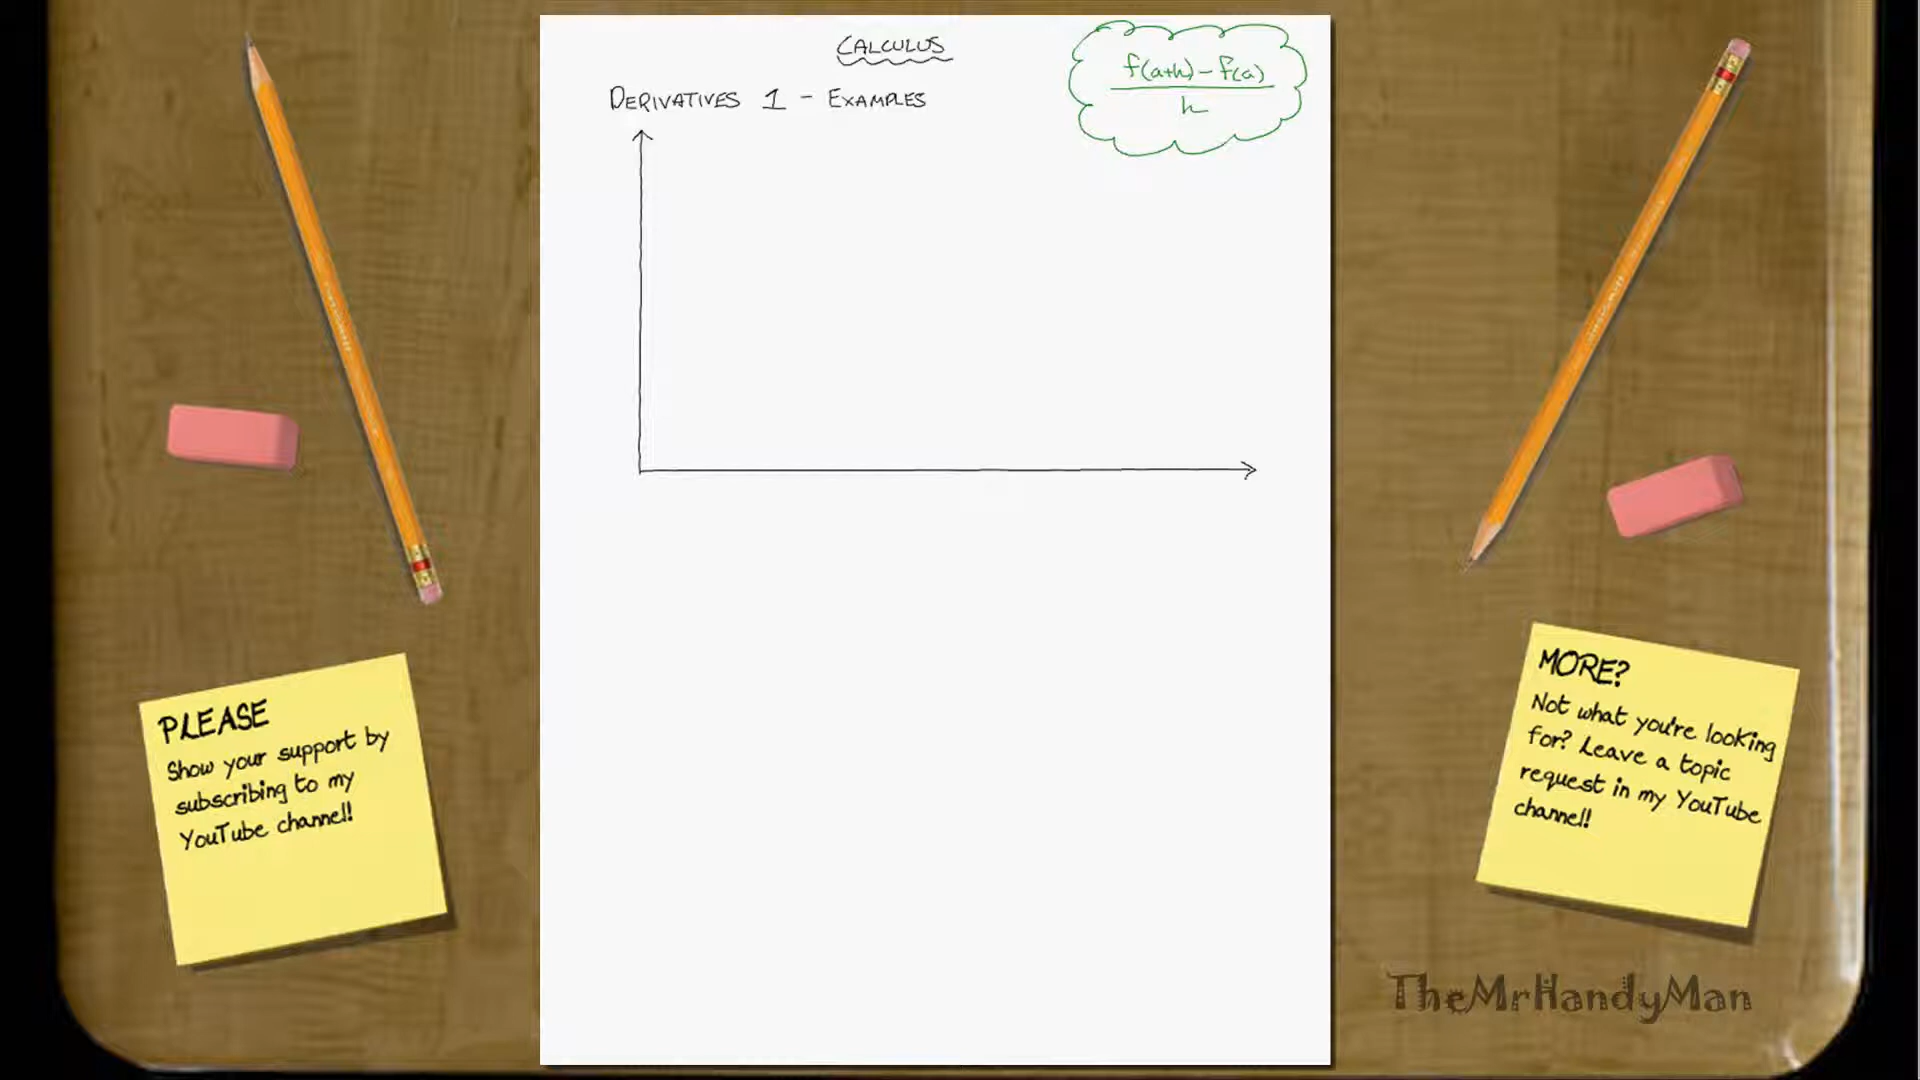 CALCULUS
DERIVATIVES 1 - EXAMPLES
f(a+h) - f(a)
h
PLEASE
Show your support by
subscribing to my
YouTube channel!
MORE?
Not what you're looking
for? Leave a topic
request in my YouTube
channel!
TheMrHandyMan